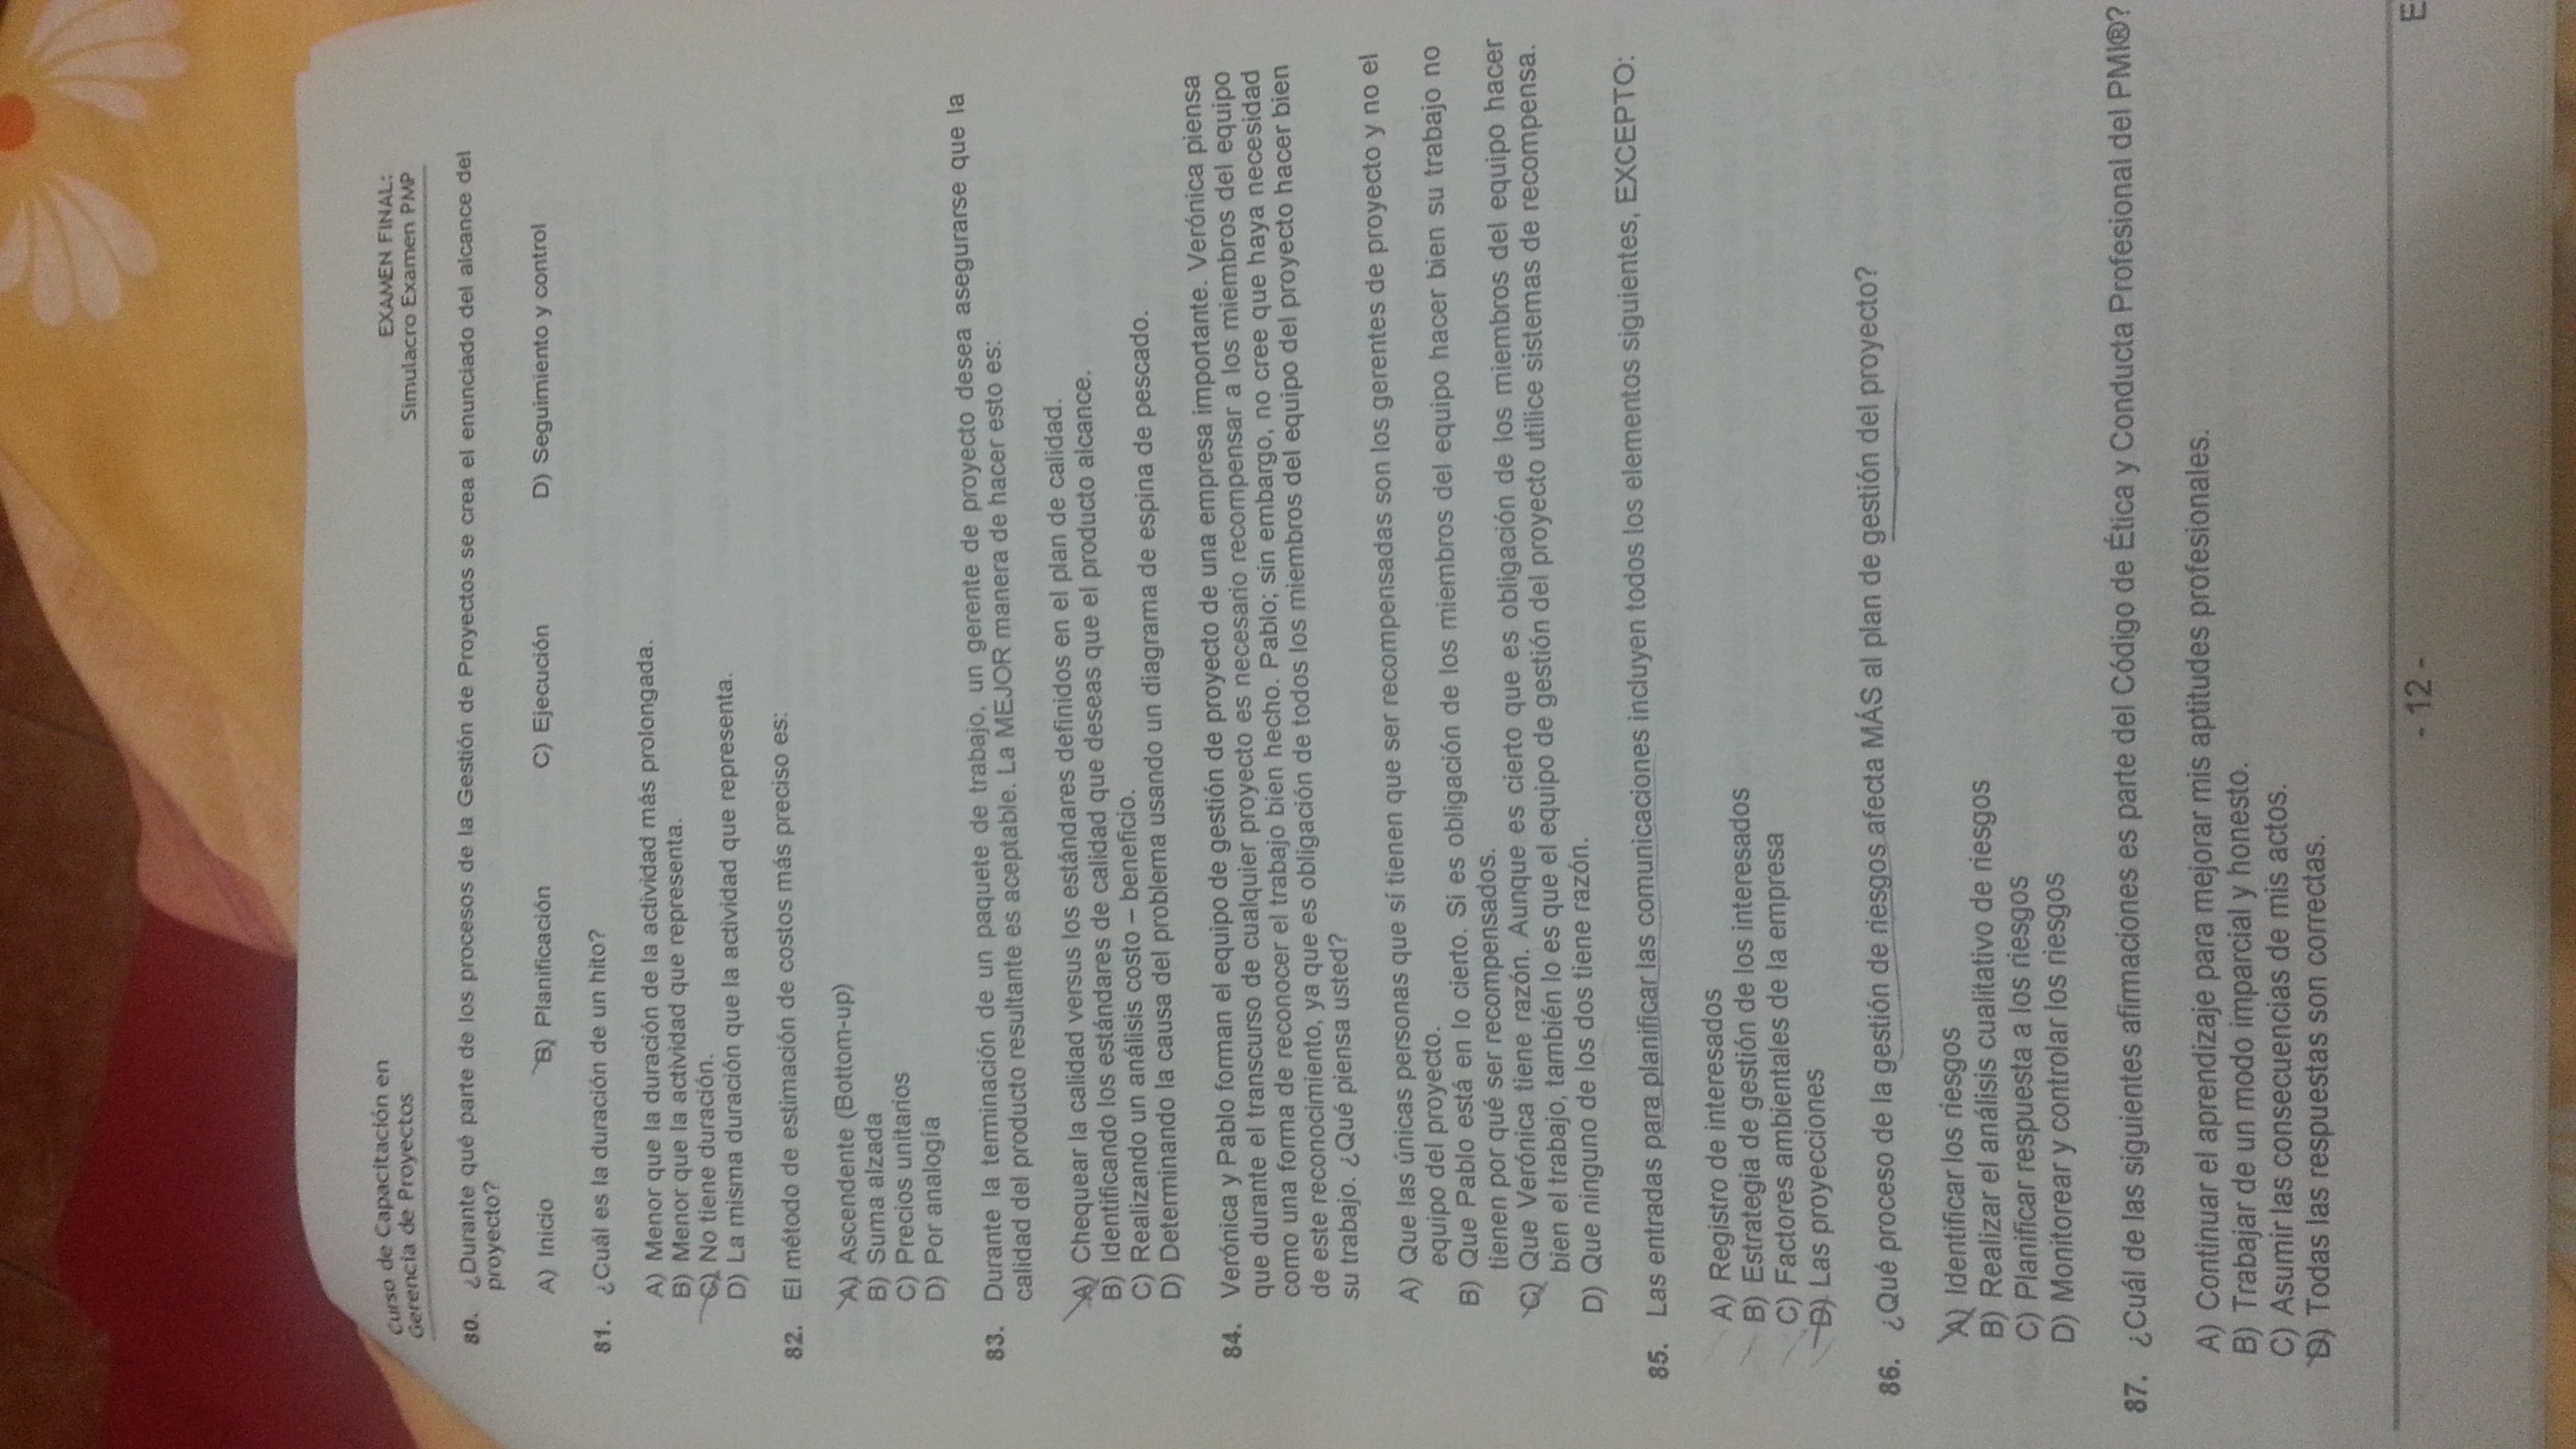 Curso de Capacitación en
Gerencia de Proyectos
EXAMEN FINAL:
Simulacro Examen PMP
80. ¿Durante qué parte de los procesos de la Gestión de Proyectos se crea el enunciado del alcance del
proyecto?
A) Inicio B) Planificación C) Ejecución D) Seguimiento y control
81. ¿Cuál es la duración de un hito?
A) Menor que la duración de la actividad más prolongada.
B) Menor que la actividad que representa.
C) No tiene duración.
D) La misma duración que la actividad que representa.
82. El método de estimación de costos más preciso es:
A) Ascendente (Bottom-up)
B) Suma alzada
C) Precios unitarios
D) Por analogía
83. Durante la terminación de un paquete de trabajo, un gerente de proyecto desea asegurarse que la
calidad del producto resultante es aceptable. La MEJOR manera de hacer esto es:
A) Chequear la calidad versus los estándares definidos en el plan de calidad.
B) Identificando los estándares de calidad que deseas que el producto alcance.
C) Realizando un análisis costo – beneficio.
D) Determinando la causa del problema usando un diagrama de espina de pescado.
84. Verónica y Pablo forman el equipo de gestión de proyecto de una empresa importante. Verónica piensa
que durante el transcurso de cualquier proyecto es necesario recompensar a los miembros del equipo
como una forma de reconocer el trabajo bien hecho. Pablo; sin embargo, no cree que haya necesidad
de este reconocimiento, ya que es obligación de todos los miembros del equipo del proyecto hacer bien
su trabajo. ¿Qué piensa usted?
A) Que las únicas personas que sí tienen que ser recompensadas son los gerentes de proyecto y no el
equipo del proyecto.
B) Que Pablo está en lo cierto. Si es obligación de los miembros del equipo hacer bien su trabajo no
tienen por qué ser recompensados.
C) Que Verónica tiene razón. Aunque es cierto que es obligación de los miembros del equipo hacer
bien el trabajo, también lo es que el equipo de gestión del proyecto utilice sistemas de recompensa.
D) Que ninguno de los dos tiene razón.
85. Las entradas para planificar las comunicaciones incluyen todos los elementos siguientes, EXCEPTO:
A) Registro de interesados
B) Estrategia de gestión de los interesados
C) Factores ambientales de la empresa
D) Las proyecciones
86. ¿Qué proceso de la gestión de riesgos afecta MÁS al plan de gestión del proyecto?
A) Identificar los riesgos
B) Realizar el análisis cualitativo de riesgos
C) Planificar respuesta a los riesgos
D) Monitorear y controlar los riesgos
87. ¿Cuál de las siguientes afirmaciones es parte del Código de Ética y Conducta Profesional del PMI®?
A) Continuar el aprendizaje para mejorar mis aptitudes profesionales.
B) Trabajar de un modo imparcial y honesto.
C) Asumir las consecuencias de mis actos.
D) Todas las respuestas son correctas.
- 12 -
E